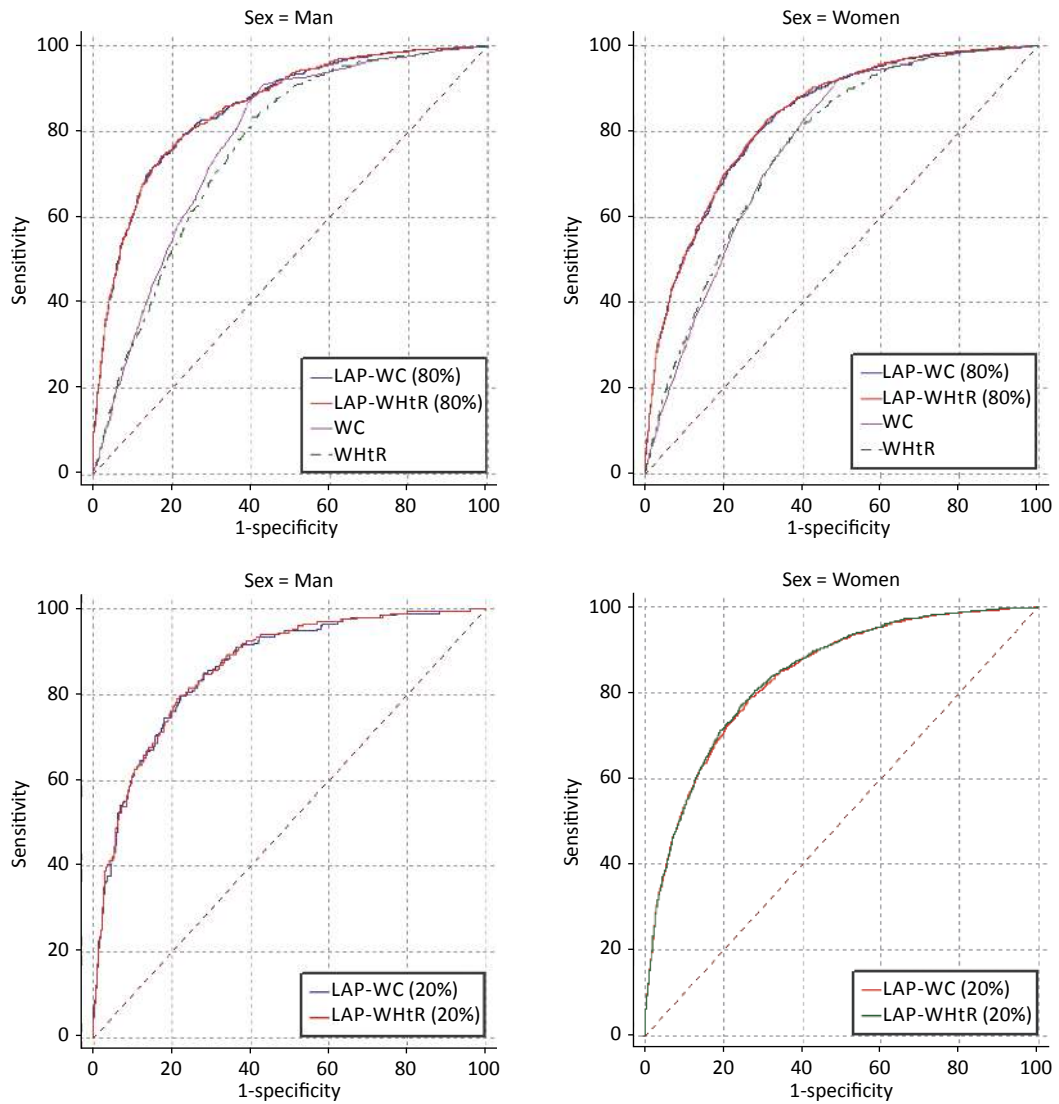 Sex = Man
100
80
60
40
20
0
Sensitivity
LAP-WC (80%)
LAP-WHtR (80%)
WC
WHtR
0 20 40 60 80 100
1-specificity
Sex = Women
100
80
60
40
20
0
Sensitivity
LAP-WC (80%)
LAP-WHtR (80%)
WC
WHtR
0 20 40 60 80 100
1-specificity
Sex = Man
100
80
60
40
20
0
Sensitivity
LAP-WC (20%)
LAP-WHtR (20%)
0 20 40 60 80 100
1-specificity
Sex = Women
100
80
60
40
20
0
Sensitivity
LAP-WC (20%)
LAP-WHtR (20%)
0 20 40 60 80 100
1-specificity